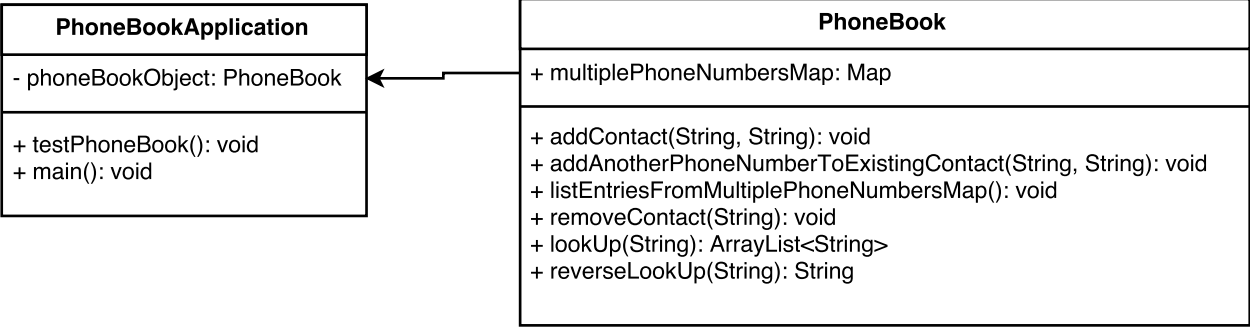 PhoneBookApplication
- phoneBookObject: PhoneBook
+ testPhoneBook(): void
+ main(): void
PhoneBook
+ multiplePhoneNumbersMap: Map
+ addContact(String, String): void
+ addAnotherPhoneNumberToExistingContact(String, String): void
+ listEntriesFromMultiplePhoneNumbersMap(): void
+ removeContact(String): void
+ lookUp(String): ArrayList<String>
+ reverseLookUp(String): String